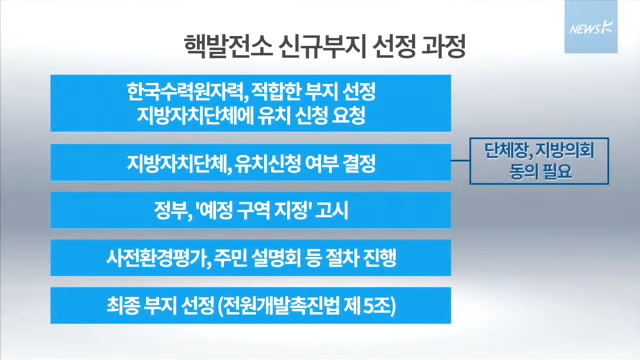 NEWS K
핵발전소 신규부지 선정 과정
한국수력원자력, 적합한 부지 선정
지방자치단체에 유치 신청 요청
지방자치단체, 유치신청 여부 결정
단체장, 지방의회
동의 필요
정부, '예정 구역 지정' 고시
사전환경평가, 주민 설명회 등 절차 진행
최종 부지 선정 (전원개발촉진법 제 5조)